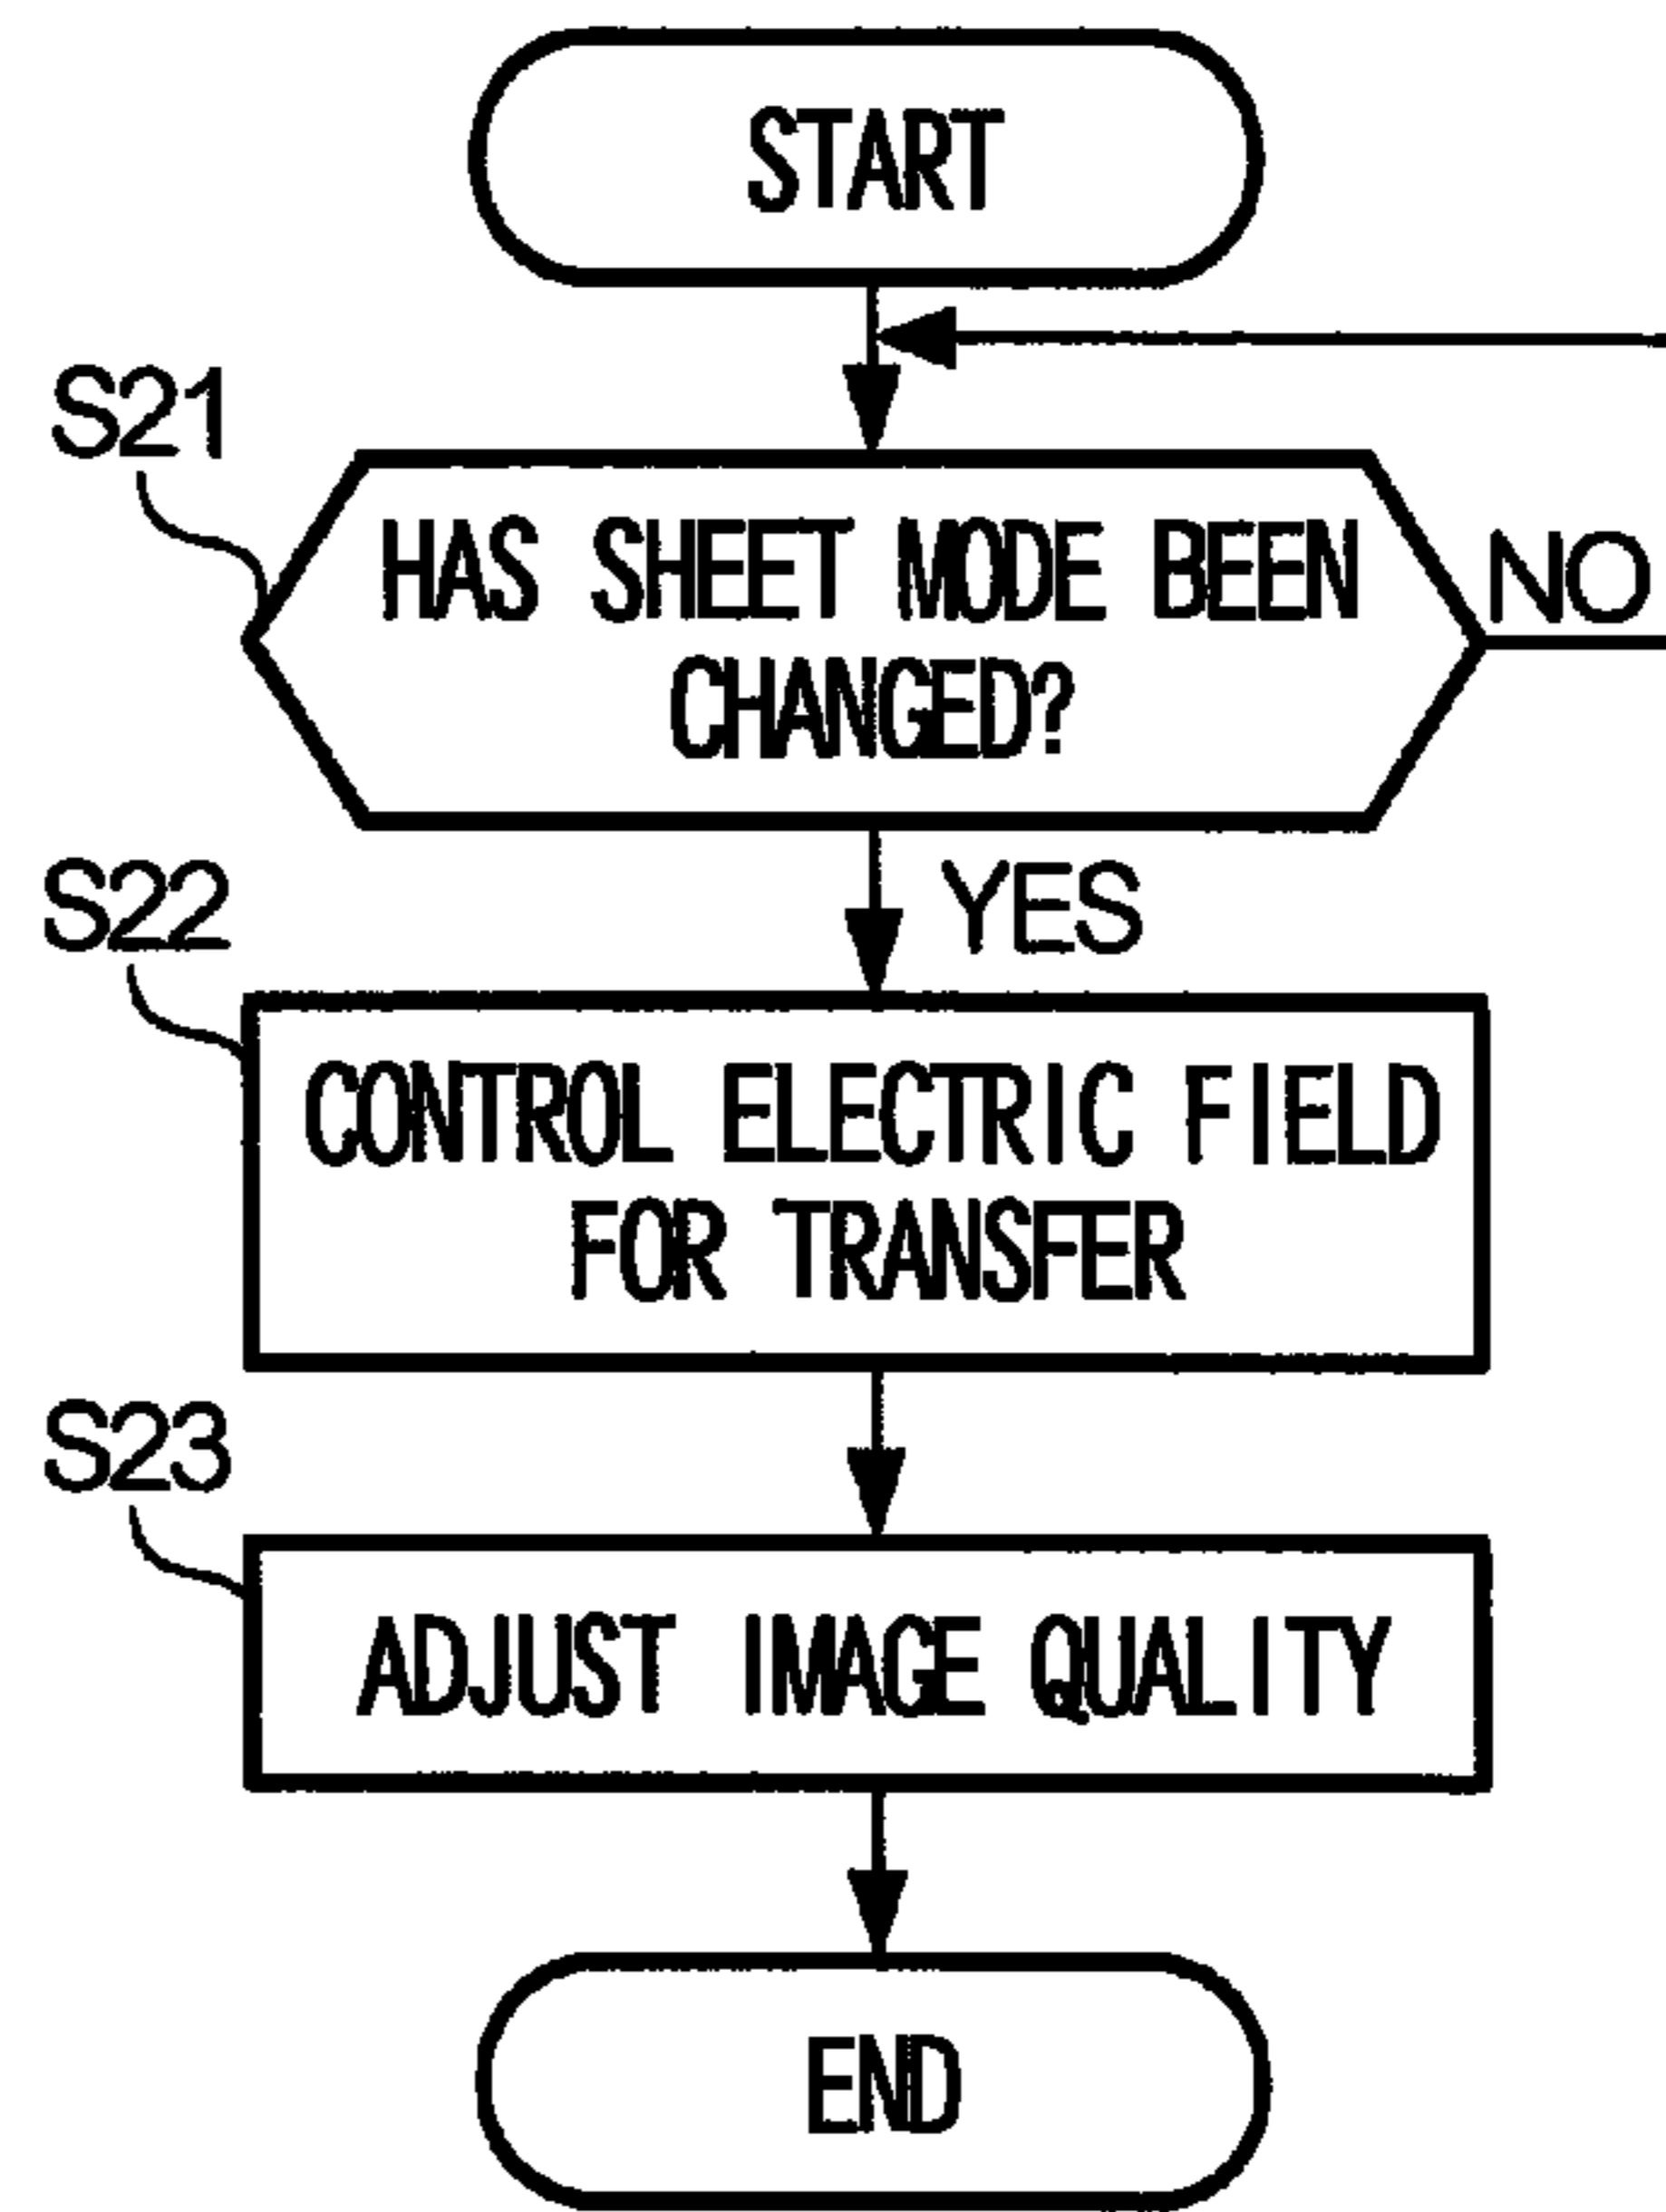 START
S21
HAS SHEET MODE BEEN
CHANGED?
NO
YES
S22
CONTROL ELECTRIC FIELD
FOR TRANSFER
S23
ADJUST IMAGE QUALITY
END